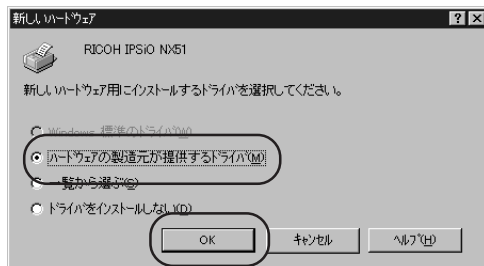 新しいハードウェア
RICOH IPSiO NX51
新しいハードウェア用にインストールするドライバを選択してください。
Windows 標準のドライバ(W)
ハードウェアの製造元が提供するドライバ(M)
一覧から選ぶ(S)
ドライバをインストールしない(D)
OK キャンセル ヘルプ(H)